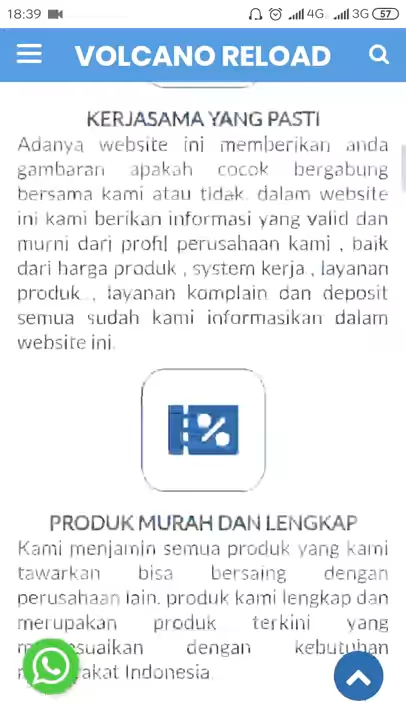 18:39 4G 3G 57
VOLCANO RELOAD
KERJASAMA YANG PASTI
Adanya website ini memberikan anda
gambaran apakah cocok bergabung
bersama kami atau tidak. dalam website
ini kami berikan informasi yang valid dan
murni dari profil perusahaan kami , baik
dari harga produk , system kerja , layanan
produk , layanan komplain dan deposit
semua sudah kami informasikan dalam
website ini.
PRODUK MURAH DAN LENGKAP
Kami menjamin semua produk yang kami
tawarkan bisa bersaing dengan
perusahaan lain. produk kami lengkap dan
merupakan produk terkini yang
dengan kebutuhan
Indonesia